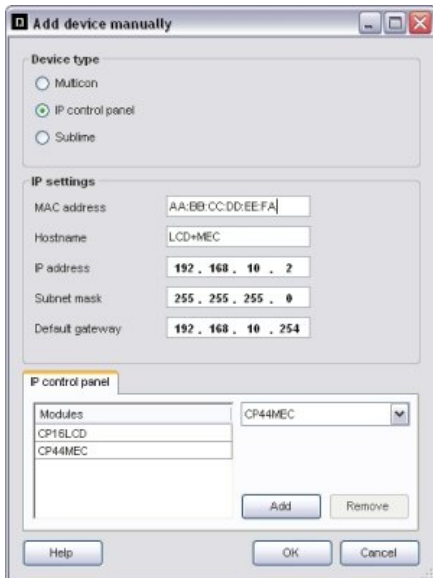 Add device manually
Device type
Multicon
IP control panel
Sublime
IP settings
MAC address AA:BB:CC:DD:EE:FA
Hostname LCD+MEC
IP address 192 . 168 . 10 . 2
Subnet mask 255 . 255 . 255 . 0
Default gateway 192 . 168 . 10 . 254
IP control panel
Modules CP44MEC
CP16LCD
CP44MEC
Add Remove
Help OK Cancel